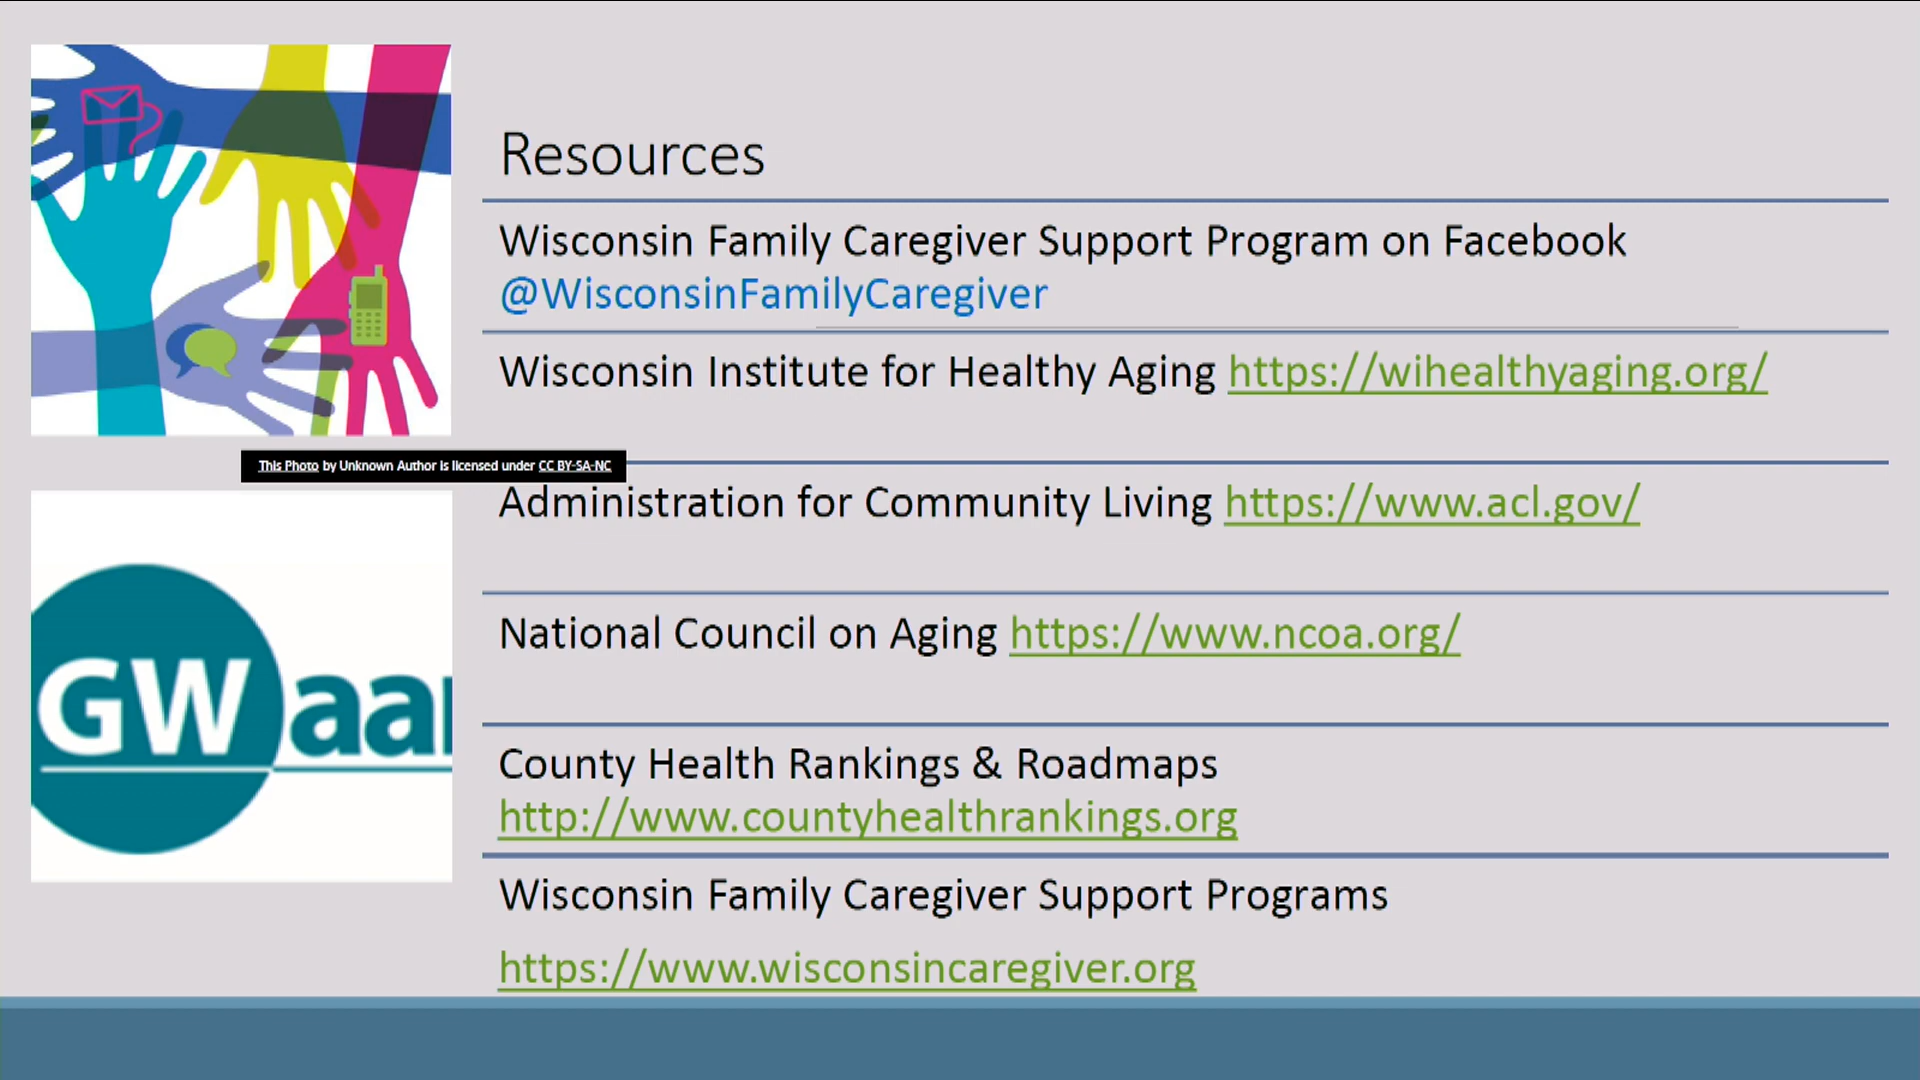 Resources
Wisconsin Family Caregiver Support Program on Facebook
@WisconsinFamilyCaregiver
Wisconsin Institute for Healthy Aging https://wihealthyaging.org/
This Photo by Unknown Author is licensed under CC BY-SA-NC
Administration for Community Living https://www.acl.gov/
National Council on Aging https://www.ncoa.org/
GWaa
County Health Rankings & Roadmaps
http://www.countyhealthrankings.org
Wisconsin Family Caregiver Support Programs
https://www.wisconsincaregiver.org